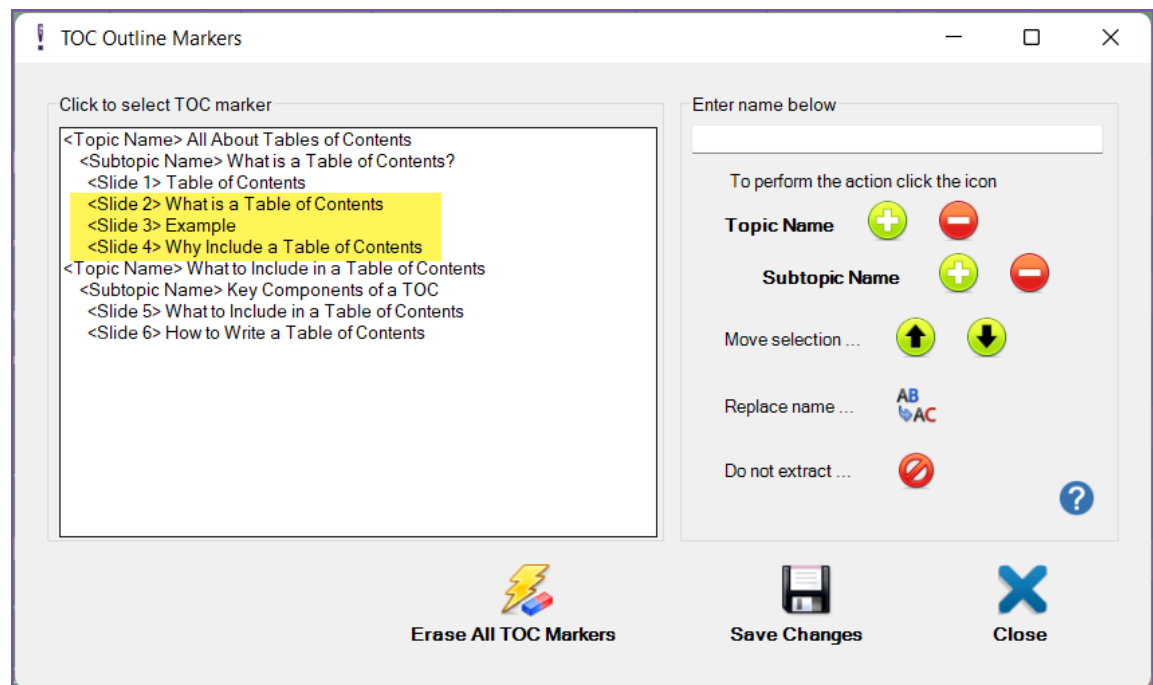 TOC Outline Markers
Click to select TOC marker
<Topic Name> All About Tables of Contents
<Subtopic Name> What is a Table of Contents?
<Slide 1> Table of Contents
<Slide 2> What is a Table of Contents
<Slide 3> Example
<Slide 4> Why Include a Table of Contents
<Topic Name> What to Include in a Table of Contents
<Subtopic Name> Key Components of a TOC
<Slide 5> What to Include in a Table of Contents
<Slide 6> How to Write a Table of Contents
Enter name below
To perform the action click the icon
Topic Name
Subtopic Name
Move selection ...
Replace name ...
AB
AC
Do not extract ...
?
Erase All TOC Markers
Save Changes
Close